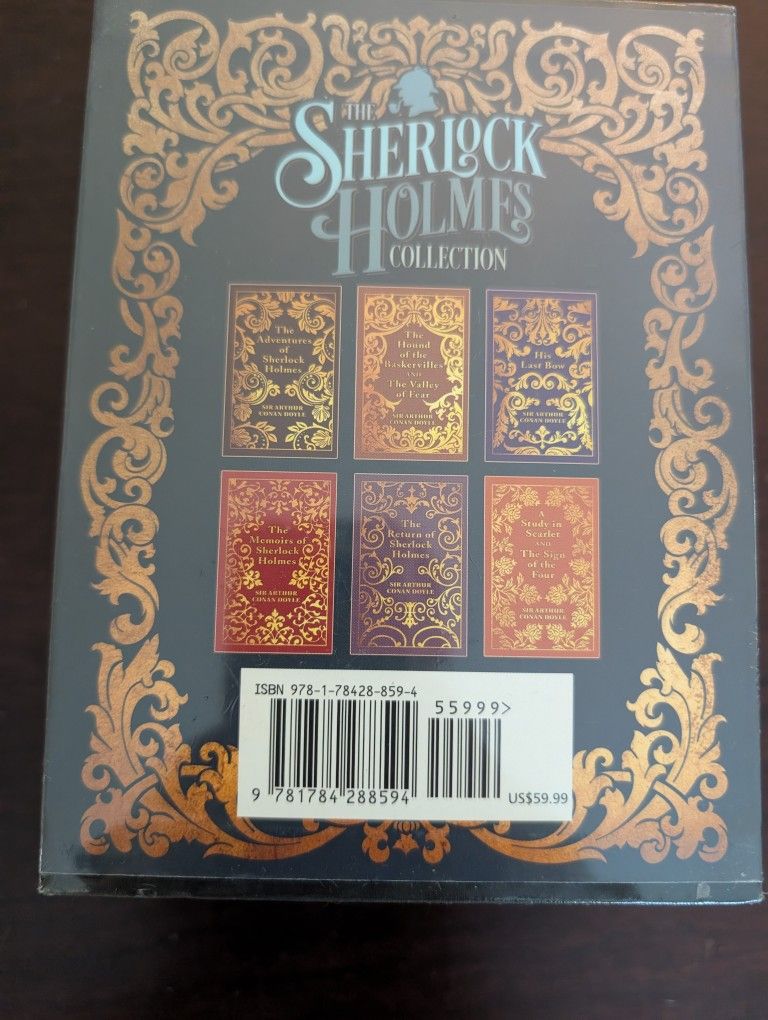 THE
SHERLOCK
HOLMES
COLLECTION
The
Adventures
of
Sherlock
Holmes
SIR ARTHUR
CONAN DOYLE
The
Hound
of the
Baskervilles
AND
The Valley
of Fear
SIR ARTHUR
CONAN DOYLE
His
Last Bow
SIR ARTHUR
CONAN DOYLE
The
Memoirs of
Sherlock
Holmes
SIR ARTHUR
CONAN DOYLE
The
Return of
Sherlock
Holmes
SIR ARTHUR
CONAN DOYLE
A
Study in
Scarlet
AND
The Sign
of the
Four
SIR ARTHUR
CONAN DOYLE
ISBN 978-1-78428-859-4
55999>
9 781784 288594
US$59.99